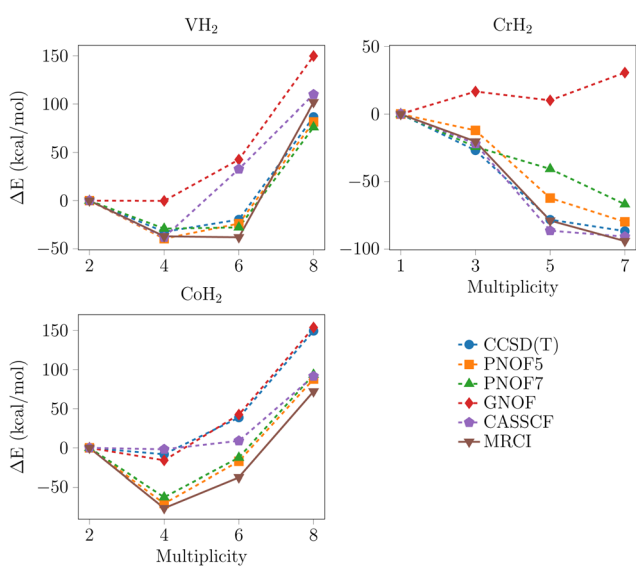 VH₂
150
100
50
0
−50
ΔE (kcal/mol)
2 4 6 8
CrH₂
50
0
−50
−100
1 3 5 7
Multiplicity
CoH₂
150
100
50
0
−50
ΔE (kcal/mol)
2 4 6 8
Multiplicity
CCSD(T)
PNOF5
PNOF7
GNOF
CASSCF
MRCI